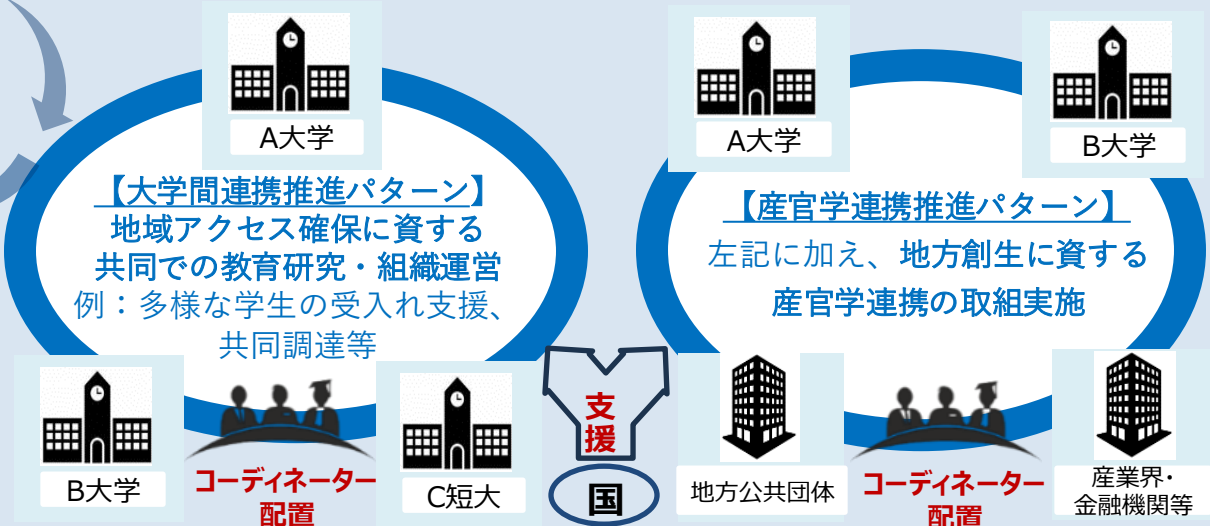 A大学
【大学間連携推進パターン】
地域アクセス確保に資する
共同での教育研究・組織運営
例：多様な学生の受入れ支援、
共同調達等
B大学
コーディネーター
配置
C短大
支
援
国
A大学
B大学
【産官学連携推進パターン】
左記に加え、地方創生に資する
産官学連携の取組実施
地方公共団体
コーディネーター
配置
産業界・
金融機関等